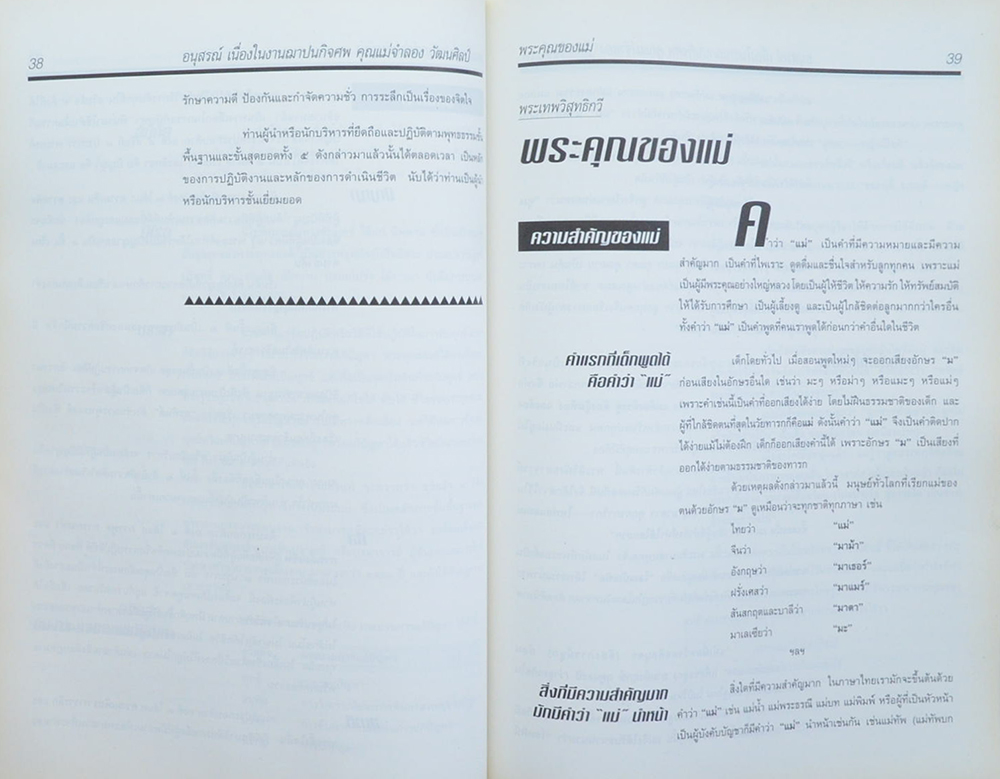 38
อนุสรณ์ เนื่องในงานฌาปนกิจศพ คุณแม่จำลอง วัฒนศิลป์
รักษาความดี ป้องกันและกำจัดความชั่ว การระลึกเป็นเรื่องของจิตใจ
ท่านผู้นำหรือนักบริหารที่ยึดถือและปฏิบัติตามพุทธธรรมขั้น
พื้นฐานและขั้นสุดยอดทั้ง ๕ ดังกล่าวมาแล้วนั้นได้ตลอดเวลา เป็นหลัก
ของการปฏิบัติงานและหลักของการดำเนินชีวิต นับได้ว่าท่านเป็นผู้นำ
หรือนักบริหารชั้นเยี่ยมยอด
พระคุณของแม่
39
พระเทพวิสุทธิกวี
พระคุณของแม่
ความสำคัญของแม่
คำว่า "แม่" เป็นคำที่มีความหมายและมีความ
สำคัญมาก เป็นคำที่ไพเราะ ดูดดื่มและชื่นใจสำหรับลูกทุกคน เพราะแม่
เป็นผู้มีพระคุณอย่างใหญ่หลวง โดยเป็นผู้ให้ชีวิต ให้ความรัก ให้ทรัพย์สมบัติ
ให้ได้รับการศึกษา เป็นผู้เลี้ยงดู และเป็นผู้ใกล้ชิดต่อลูกมากกว่าใครอื่น
ทั้งคำว่า "แม่" เป็นคำพูดที่คนเราพูดได้ก่อนกว่าคำอื่นใดในชีวิต
คำแรกที่เด็กพูดได้
คือคำว่า "แม่"
เด็กโดยทั่วไป เมื่อสอนพูดใหม่ๆ จะออกเสียงอักษร "ม"
ก่อนเสียงในอักษรอื่นใด เช่นว่า มะๆ หรือม่าๆ หรือแมะๆ หรือแม่ๆ
เพราะคำเช่นนี้เป็นคำที่ออกเสียงได้ง่าย โดยไม่ฝืนธรรมชาติของเด็ก และ
ผู้ที่ใกล้ชิดตนที่สุดในวัยทารกก็คือแม่ ดังนั้นคำว่า "แม่" จึงเป็นคำติดปาก
ได้ง่ายแม้ไม่ต้องฝึก เด็กก็ออกเสียงคำนี้ได้ เพราะอักษร "ม" เป็นเสียงที่
ออกได้ง่ายตามธรรมชาติของทารก
ด้วยเหตุผลดังกล่าวมาแล้วนี้ มนุษย์ทั่วโลกที่เรียกแม่ของ
ตนด้วยอักษร "ม" ดูเหมือนว่าจะทุกชาติทุกภาษา เช่น
ไทยว่า "แม่"
จีนว่า "มาม้า"
อังกฤษว่า "มาเธอร์"
ฝรั่งเศสว่า "มาแมร์"
สันสกฤตและบาลีว่า "มาดา"
มาเลเซียว่า "มะ"
ฯลฯ
สิ่งที่มีความสำคัญมาก
มักมีคำว่า "แม่" นำหน้า
สิ่งใดที่มีความสำคัญมาก ในภาษาไทยเรามักจะขึ้นต้นด้วย
คำว่า "แม่" เช่น แม่น้ำ แม่พระธรณี แม่บท แม่พิมพ์ หรือผู้ที่เป็นหัวหน้า
เป็นผู้บังคับบัญชาก็มีคำว่า "แม่" นำหน้าเช่นกัน เช่นแม่ทัพ (แม่ทัพบก